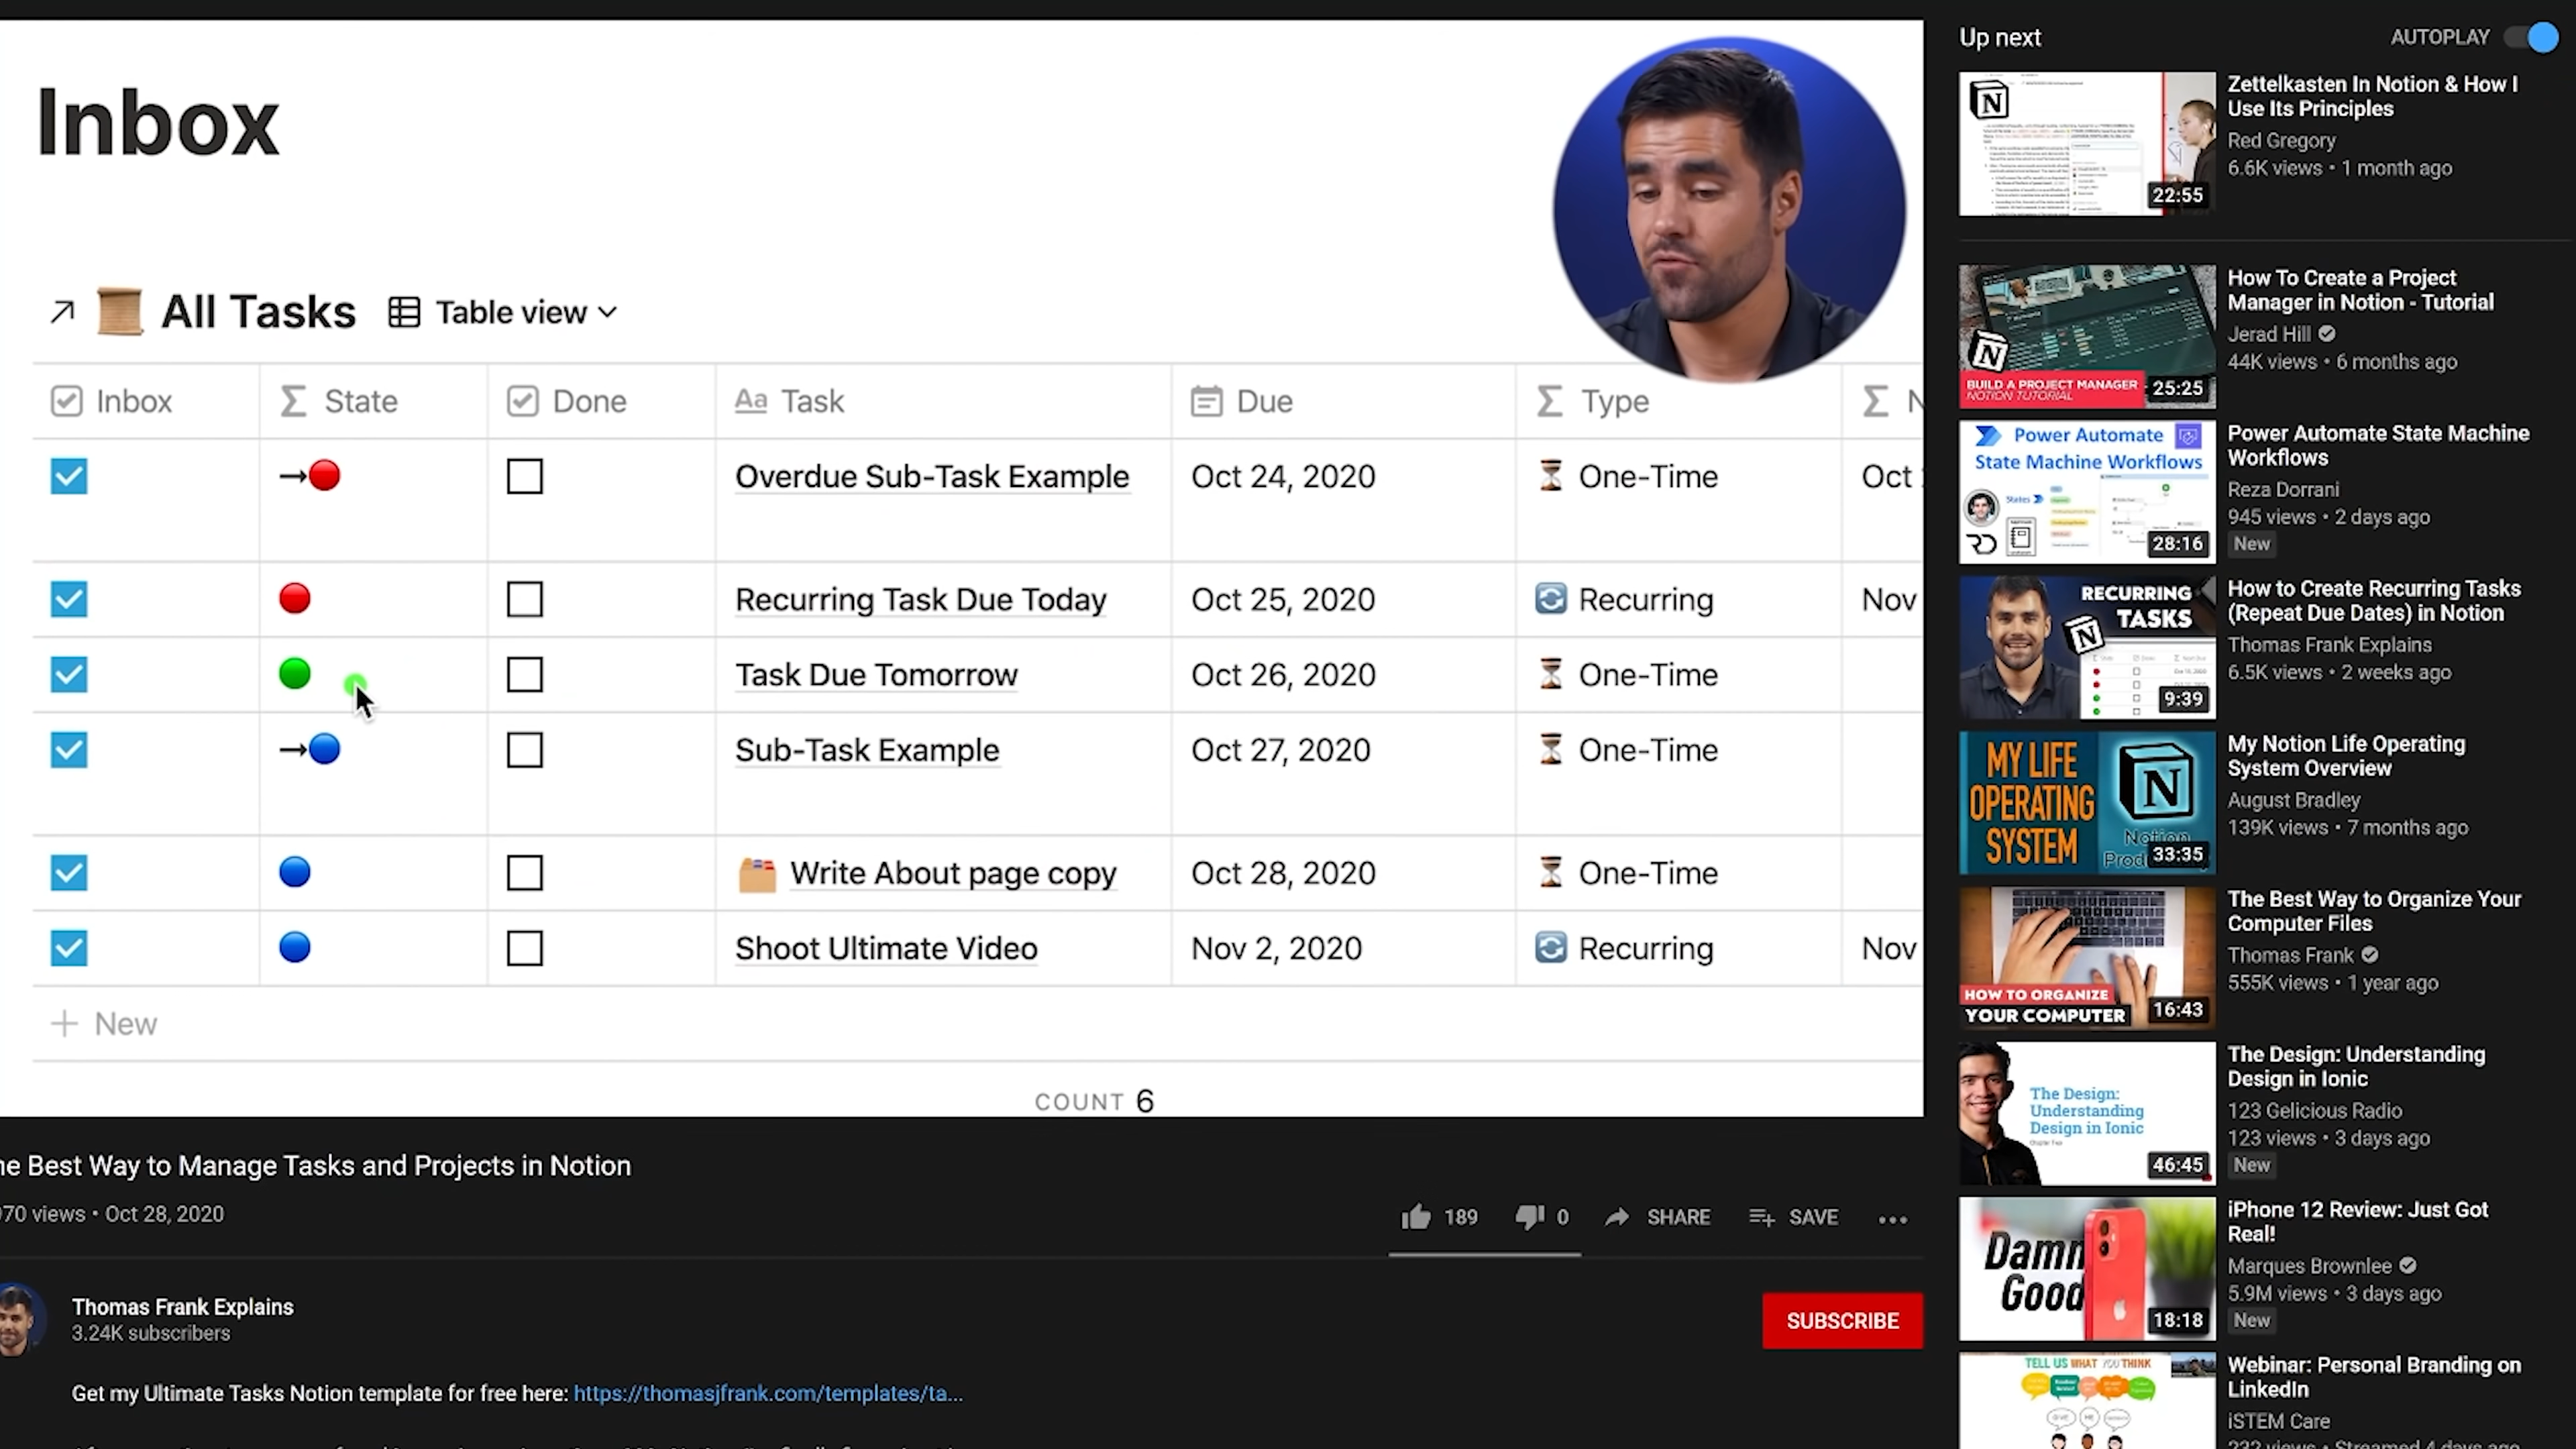 Inbox
All Tasks Table view
Inbox State Done Aa Task Due Type
Overdue Sub-Task Example Oct 24, 2020 One-Time Oct
Recurring Task Due Today Oct 25, 2020 Recurring Nov
Task Due Tomorrow Oct 26, 2020 One-Time
Sub-Task Example Oct 27, 2020 One-Time
Write About page copy Oct 28, 2020 One-Time
Shoot Ultimate Video Nov 2, 2020 Recurring Nov
+ New
COUNT 6
Best Way to Manage Tasks and Projects in Notion
970 views • Oct 28, 2020
189 0 SHARE SAVE
Thomas Frank Explains
3.24K subscribers
SUBSCRIBE
Get my Ultimate Tasks Notion template for free here: https://thomasjfrank.com/templates/ta...
Up next AUTOPLAY
22:55
Zettelkasten In Notion & How I
Use Its Principles
Red Gregory
6.6K views • 1 month ago
BUILD A PROJECT MANAGER
NOTION TUTORIAL
25:25
How To Create a Project
Manager in Notion - Tutorial
Jerad Hill
44K views • 6 months ago
Power Automate
State Machine Workflows
States
28:16
Power Automate State Machine
Workflows
Reza Dorrani
945 views • 2 days ago
New
RECURRING
TASKS
9:39
How to Create Recurring Tasks
(Repeat Due Dates) in Notion
Thomas Frank Explains
6.5K views • 2 weeks ago
MY LIFE
OPERATING
SYSTEM
Notion
33:35
My Notion Life Operating
System Overview
August Bradley
139K views • 7 months ago
HOW TO ORGANIZE
YOUR COMPUTER
16:43
The Best Way to Organize Your
Computer Files
Thomas Frank
555K views • 1 year ago
The Design:
Understanding
Design in Ionic
46:45
The Design: Understanding
Design in Ionic
123 Gelicious Radio
123 views • 3 days ago
New
Damn
Good
18:18
iPhone 12 Review: Just Got
Real!
Marques Brownlee
5.9M views • 3 days ago
New
TELL US WHAT YOU THINK
Webinar: Personal Branding on
LinkedIn
iSTEM Care